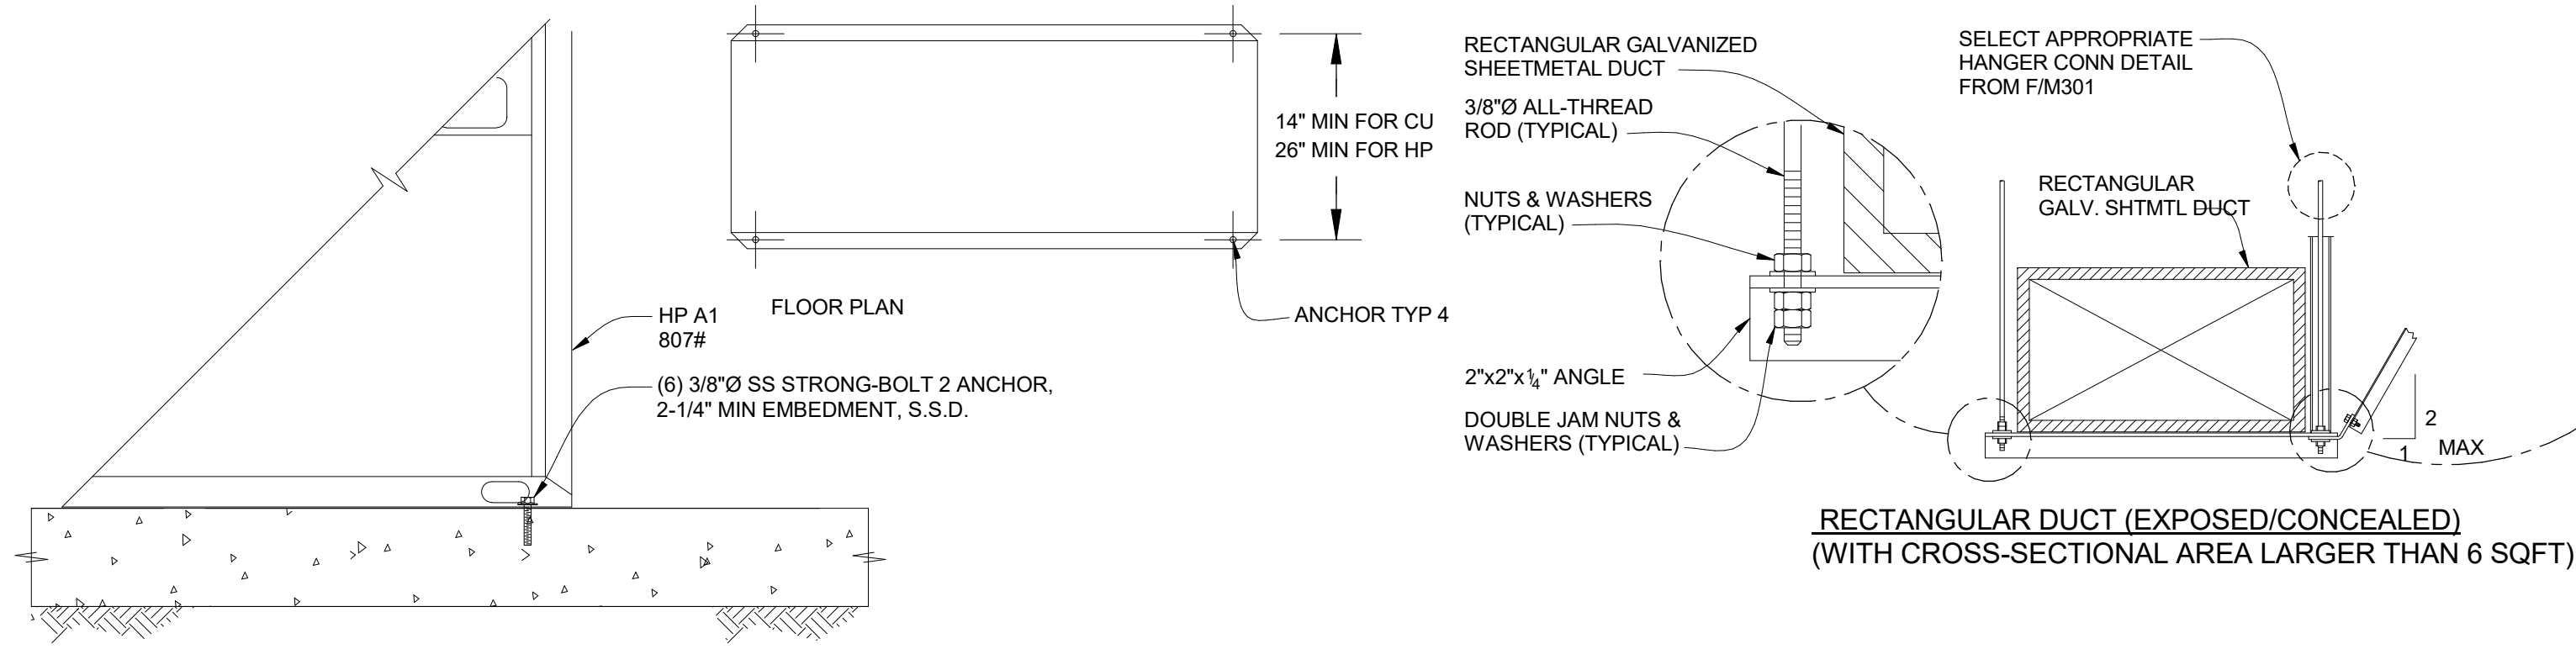 14" MIN FOR CU
26" MIN FOR HP
FLOOR PLAN
ANCHOR TYP 4
HP A1
807#
(6) 3/8"Ø SS STRONG-BOLT 2 ANCHOR,
2-1/4" MIN EMBEDMENT, S.S.D.
RECTANGULAR GALVANIZED
SHEETMETAL DUCT
3/8"Ø ALL-THREAD
ROD (TYPICAL)
NUTS & WASHERS
(TYPICAL)
2"x2"x1/4" ANGLE
DOUBLE JAM NUTS &
WASHERS (TYPICAL)
SELECT APPROPRIATE
HANGER CONN DETAIL
FROM F/M301
RECTANGULAR
GALV. SHTMTL DUCT
2
1 MAX
RECTANGULAR DUCT (EXPOSED/CONCEALED)
(WITH CROSS-SECTIONAL AREA LARGER THAN 6 SQFT)